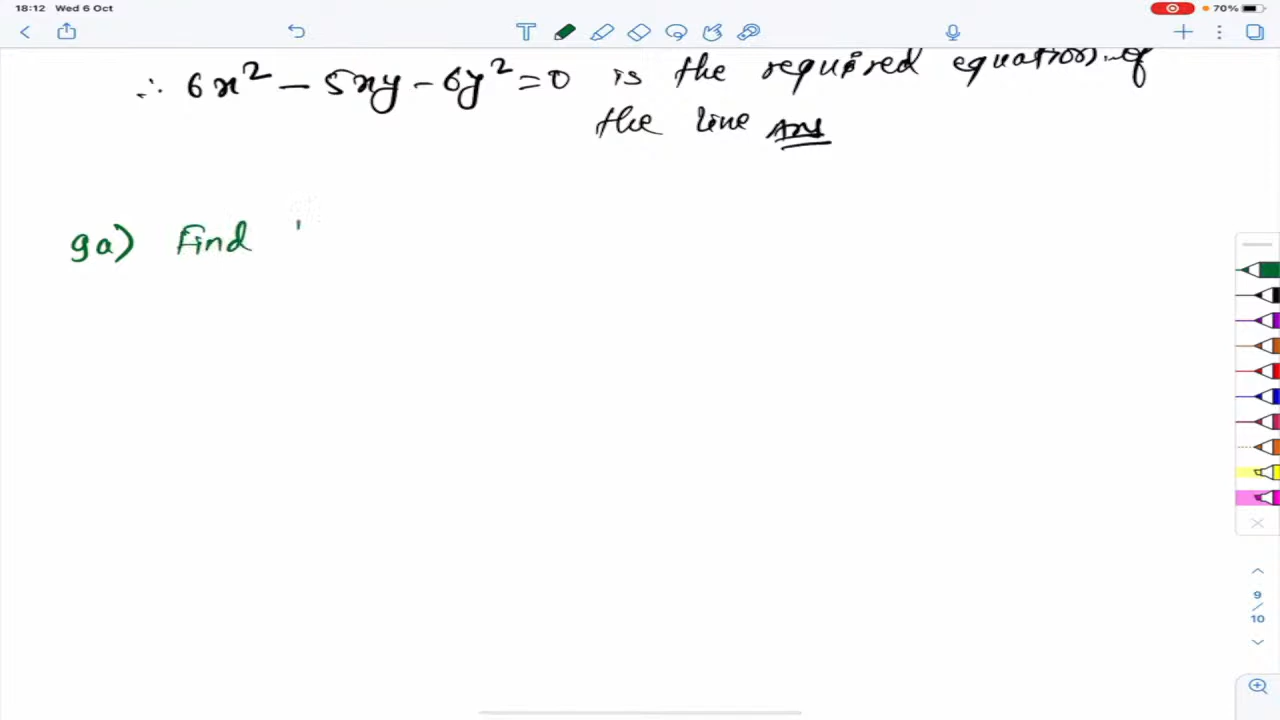 18:12 Wed 6 Oct
70%
∴ 6x² – 5xy – 6y² = 0 is the required equation of
the line Ans
9a) Find
9
/
10